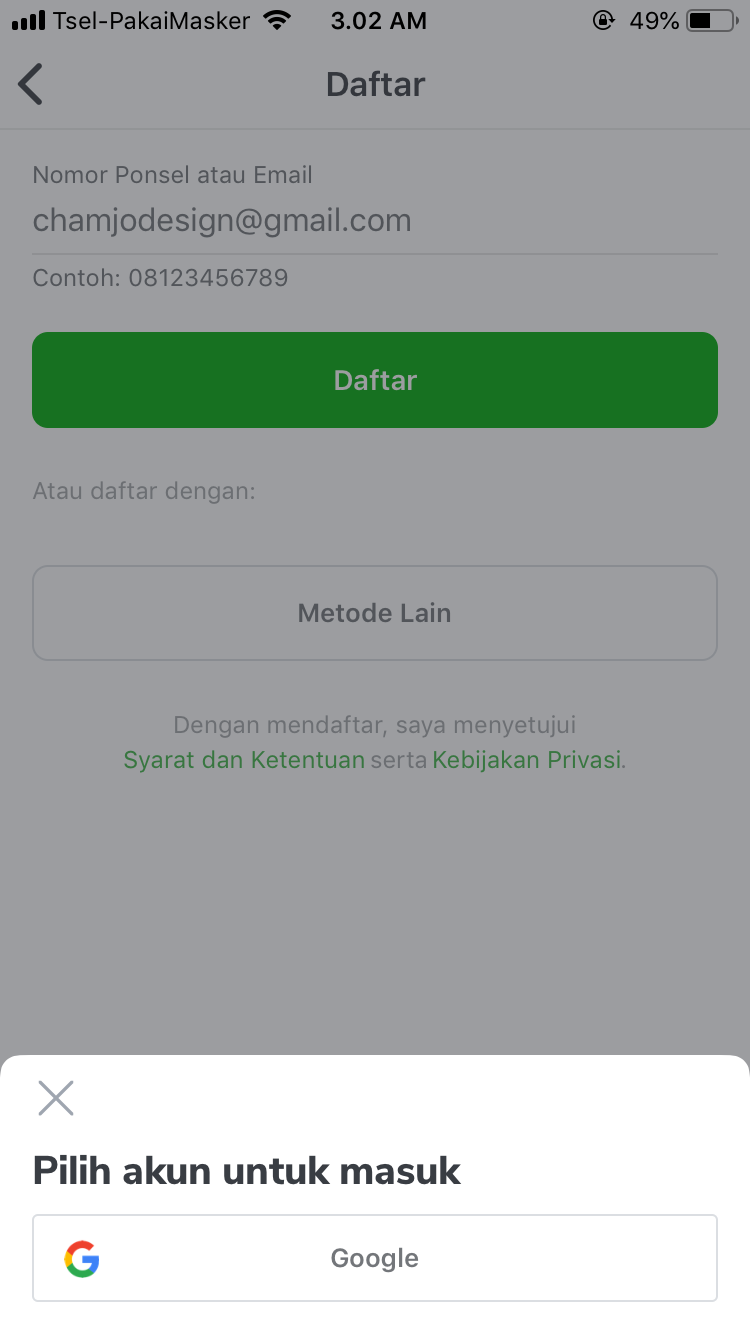 Tsel-PakaiMasker 3.02 AM 49%
Daftar
Nomor Ponsel atau Email
chamjodesign@gmail.com
Contoh: 08123456789
Daftar
Atau daftar dengan:
Metode Lain
Dengan mendaftar, saya menyetujui
Syarat dan Ketentuan serta Kebijakan Privasi.
Pilih akun untuk masuk
Google